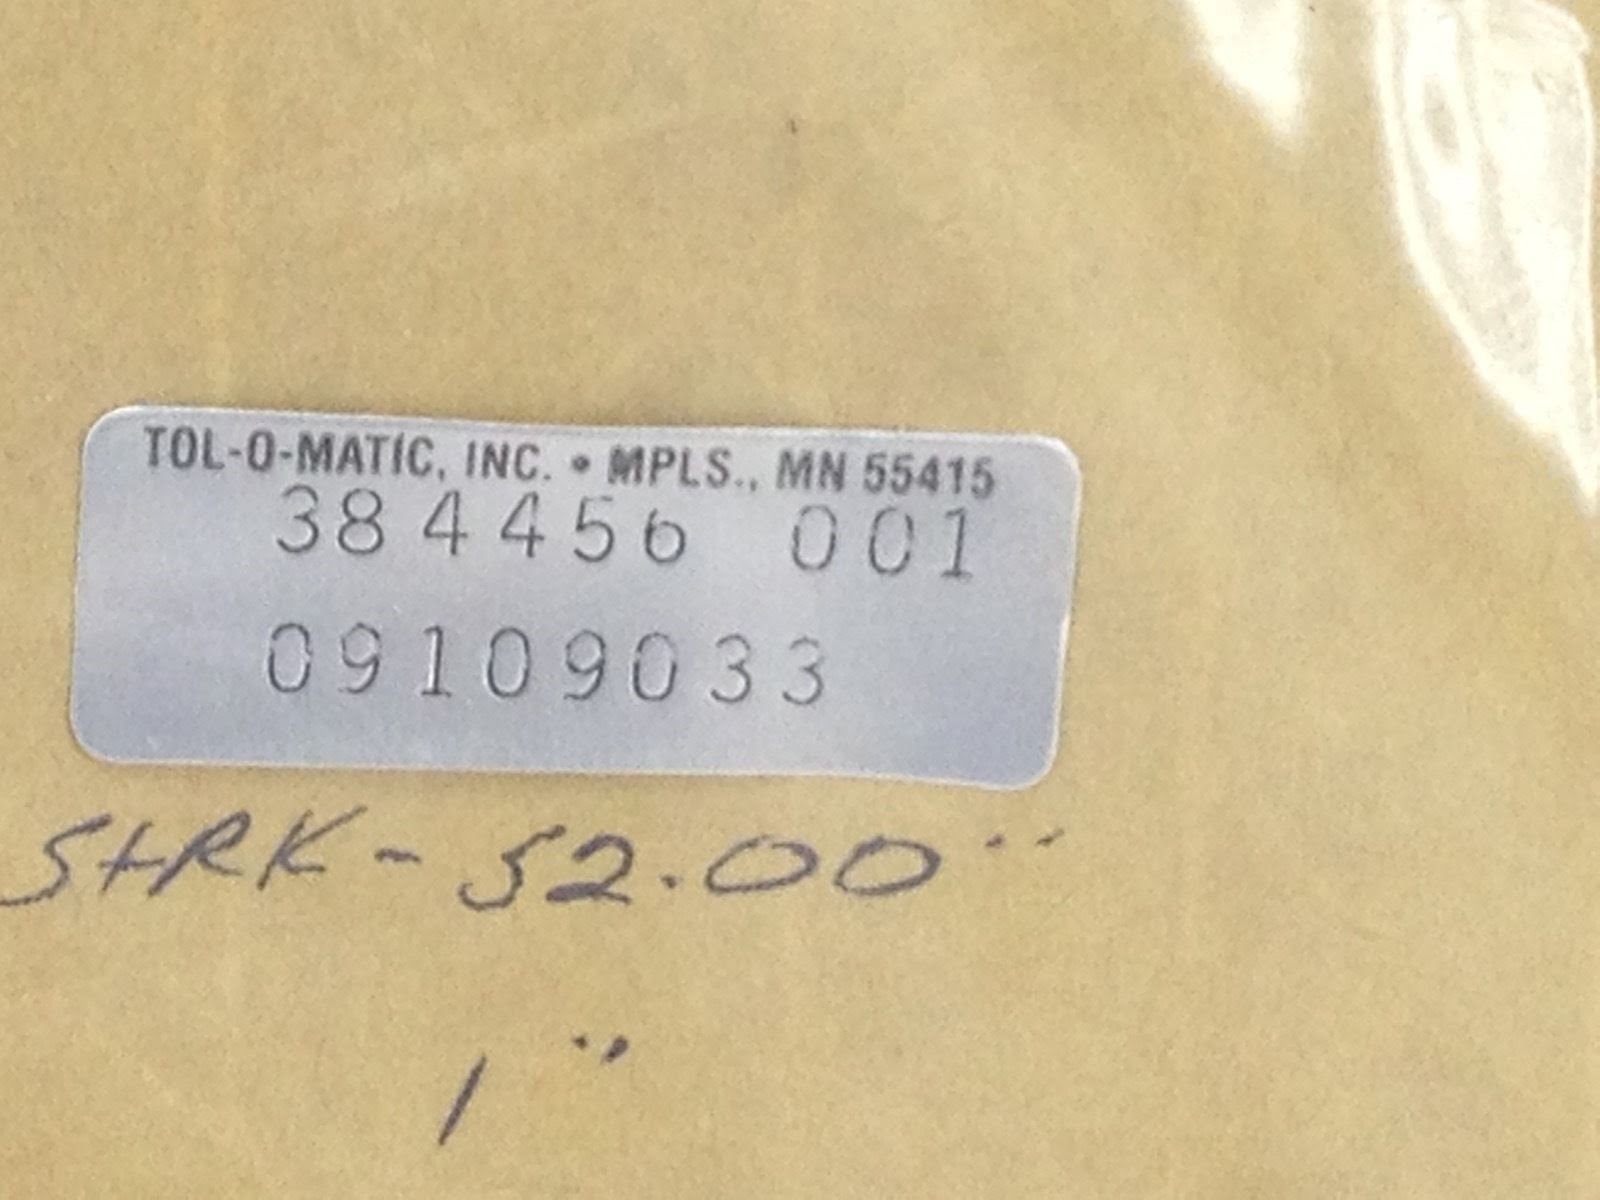 TOL-O-MATIC, INC. • MPLS., MN 55415
384456 001
09109033
StRK - 52.00"
1"